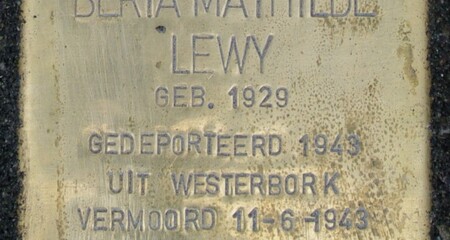 BERTA MATHILDE
LEWY
GEB. 1929
GEDEPORTEERD 1943
UIT WESTERBORK
VERMOORD 11-6-1943